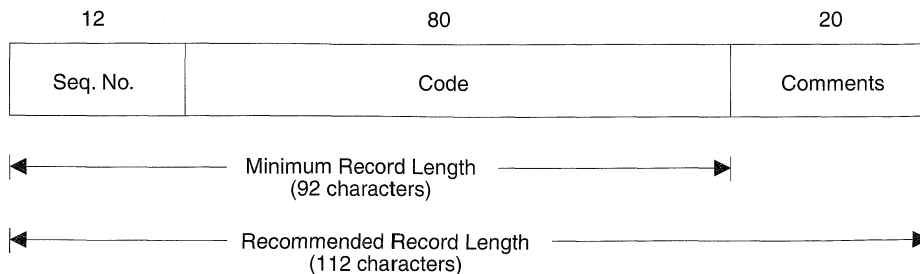 12 80 20
Seq. No. Code Comments
Minimum Record Length
(92 characters)
Recommended Record Length
(112 characters)